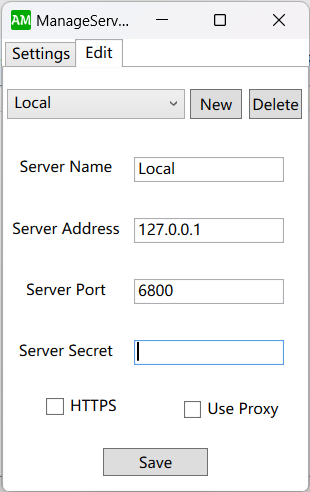 AM ManageServ...
Settings Edit
Local New Delete
Server Name Local
Server Address 127.0.0.1
Server Port 6800
Server Secret
HTTPS Use Proxy
Save